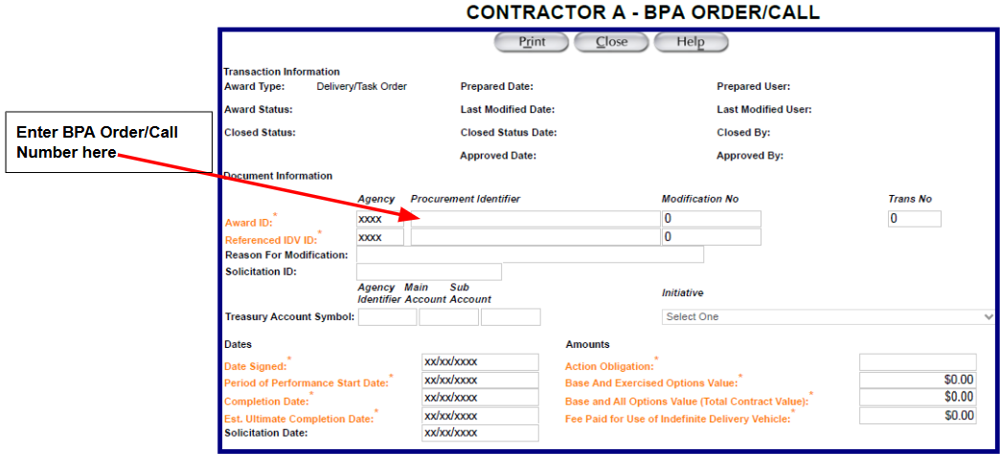 CONTRACTOR A - BPA ORDER/CALL
Print Close Help
Transaction Information
Award Type: Delivery/Task Order Prepared Date: Prepared User:
Award Status: Last Modified Date: Last Modified User:
Closed Status: Closed Status Date: Closed By:
Approved Date: Approved By:
Enter BPA Order/Call
Number here
Document Information
Agency Procurement Identifier Modification No Trans No
Award ID:* xxxx 0 0
Referenced IDV ID:* xxxx 0
Reason For Modification:
Solicitation ID:
Agency Main Sub
Identifier Account Account Initiative
Treasury Account Symbol: Select One
Dates Amounts
Date Signed:* xx/xx/xxxx Action Obligation:*
Period of Performance Start Date:* xx/xx/xxxx Base And Exercised Options Value:* $0.00
Completion Date:* xx/xx/xxxx Base and All Options Value (Total Contract Value):* $0.00
Est. Ultimate Completion Date:* xx/xx/xxxx Fee Paid for Use of Indefinite Delivery Vehicle:* $0.00
Solicitation Date: xx/xx/xxxx